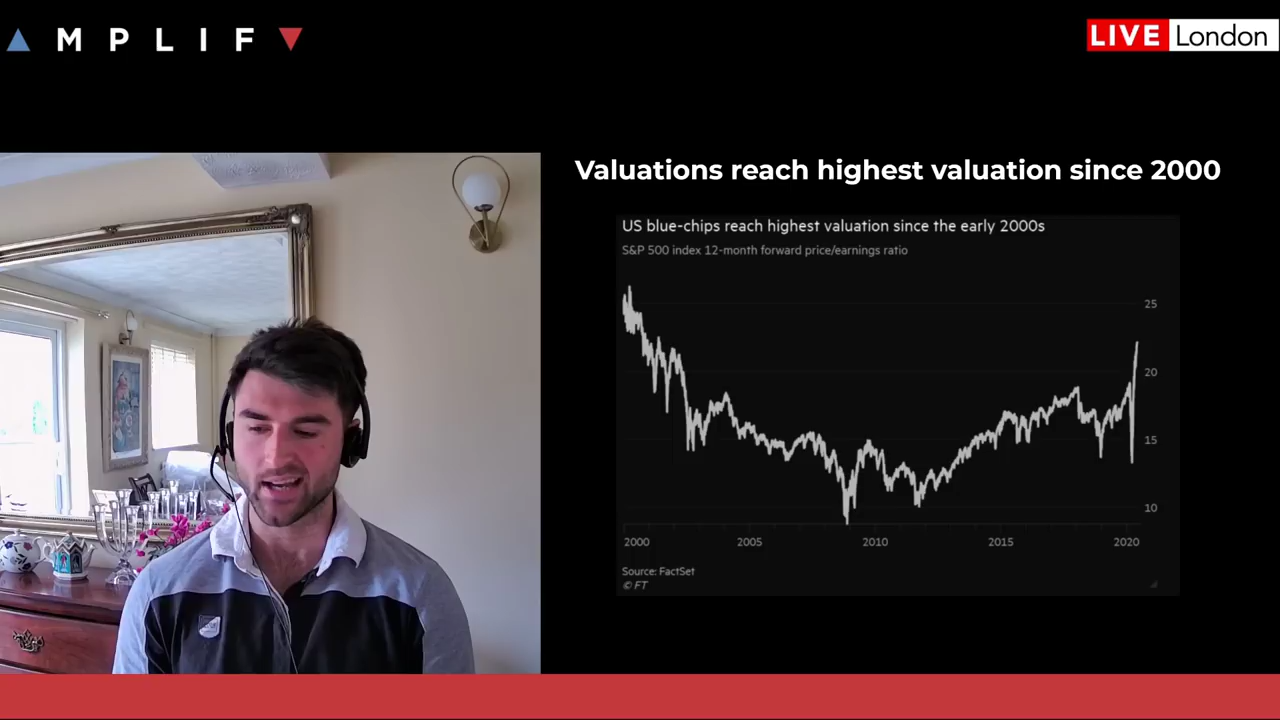 MPLIF
LIVE London
Valuations reach highest valuation since 2000
US blue-chips reach highest valuation since the early 2000s
S&P 500 index 12-month forward price/earnings ratio
25
20
15
10
2000 2005 2010 2015 2020
Source: FactSet
© FT